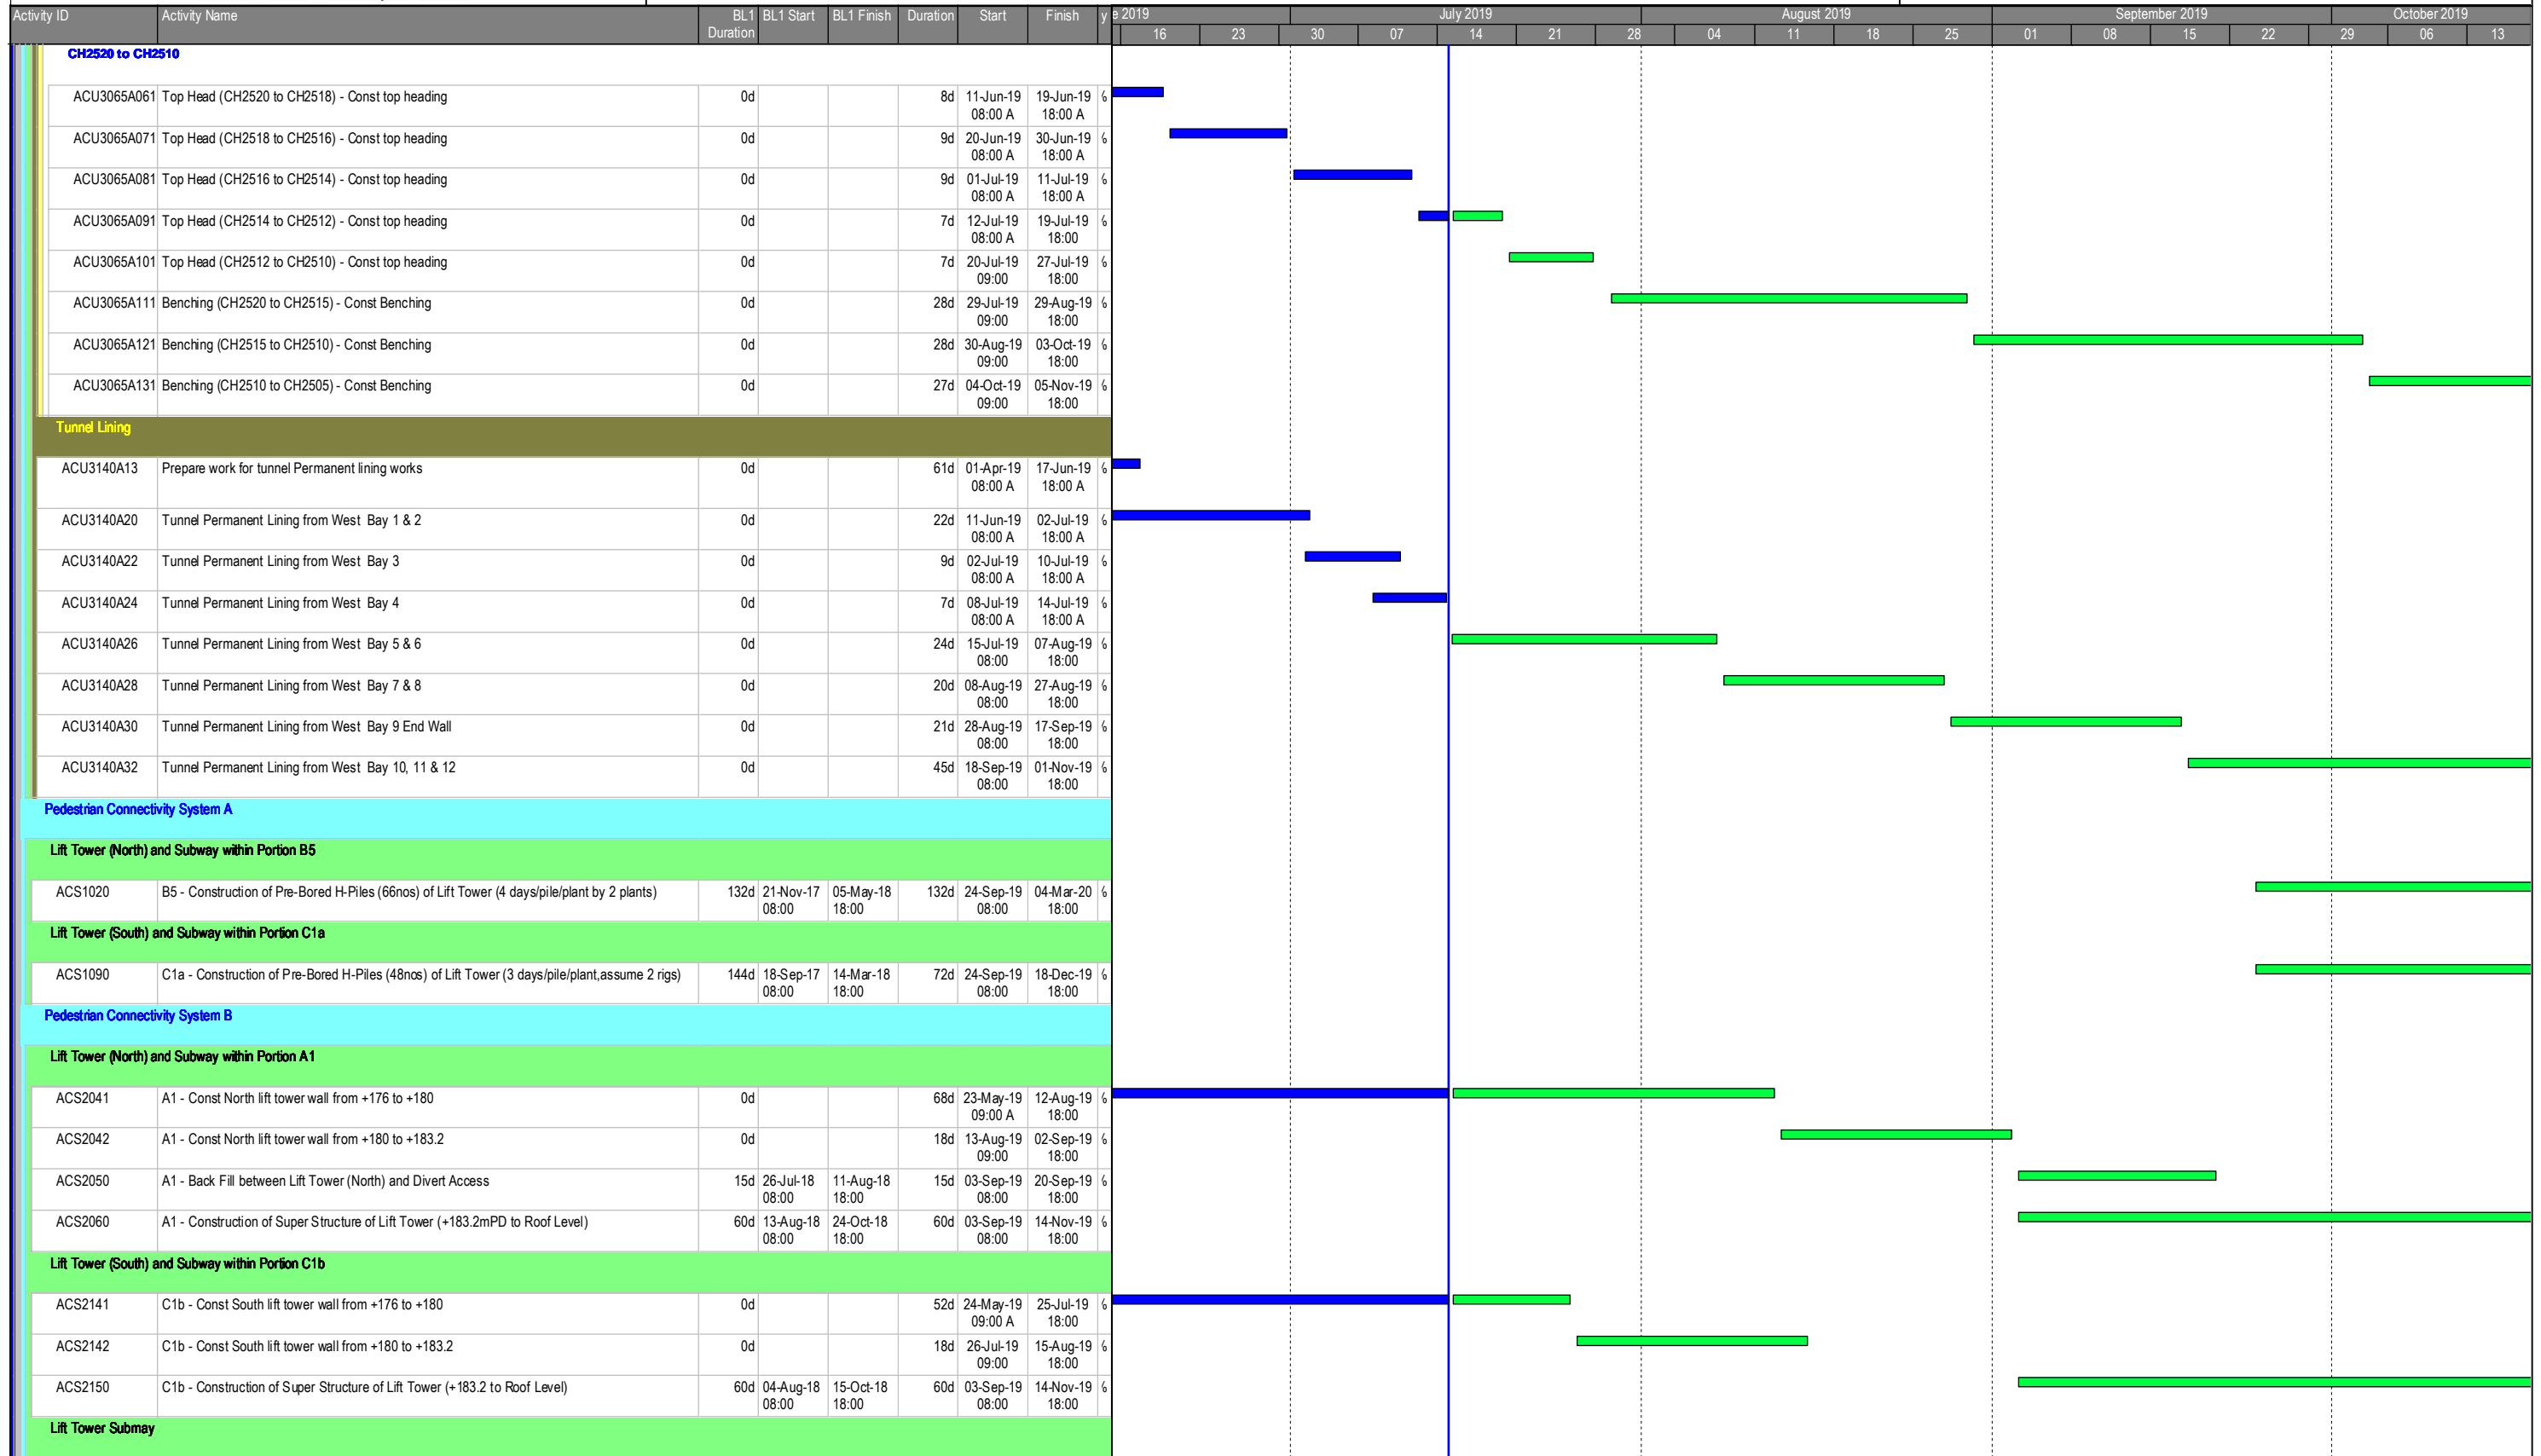 Activity ID Activity Name BL1 Duration BL1 Start BL1 Finish Duration Start Finish y e 2019 July 2019 August 2019 September 2019 October 2019
16 23 30 07 14 21 28 04 11 18 25 01 08 15 22 29 06 13
CH2520 to CH2510
ACU3065A061 Top Head (CH2520 to CH2518) - Const top heading 0d 8d 11-Jun-19 19-Jun-19
08:00 A 18:00 A
ACU3065A071 Top Head (CH2518 to CH2516) - Const top heading 0d 9d 20-Jun-19 30-Jun-19
08:00 A 18:00 A
ACU3065A081 Top Head (CH2516 to CH2514) - Const top heading 0d 9d 01-Jul-19 11-Jul-19
08:00 A 18:00 A
ACU3065A091 Top Head (CH2514 to CH2512) - Const top heading 0d 7d 12-Jul-19 19-Jul-19
08:00 A 18:00
ACU3065A101 Top Head (CH2512 to CH2510) - Const top heading 0d 7d 20-Jul-19 27-Jul-19
09:00 18:00
ACU3065A111 Benching (CH2520 to CH2515) - Const Benching 0d 28d 29-Jul-19 29-Aug-19
09:00 18:00
ACU3065A121 Benching (CH2515 to CH2510) - Const Benching 0d 28d 30-Aug-19 03-Oct-19
09:00 18:00
ACU3065A131 Benching (CH2510 to CH2505) - Const Benching 0d 27d 04-Oct-19 05-Nov-19
09:00 18:00
Tunnel Lining
ACU3140A13 Prepare work for tunnel Permanent lining works 0d 61d 01-Apr-19 17-Jun-19
08:00 A 18:00 A
ACU3140A20 Tunnel Permanent Lining from West Bay 1 & 2 0d 22d 11-Jun-19 02-Jul-19
08:00 A 18:00 A
ACU3140A22 Tunnel Permanent Lining from West Bay 3 0d 9d 02-Jul-19 10-Jul-19
08:00 A 18:00 A
ACU3140A24 Tunnel Permanent Lining from West Bay 4 0d 7d 08-Jul-19 14-Jul-19
08:00 A 18:00 A
ACU3140A26 Tunnel Permanent Lining from West Bay 5 & 6 0d 24d 15-Jul-19 07-Aug-19
08:00 18:00
ACU3140A28 Tunnel Permanent Lining from West Bay 7 & 8 0d 20d 08-Aug-19 27-Aug-19
08:00 18:00
ACU3140A30 Tunnel Permanent Lining from West Bay 9 End Wall 0d 21d 28-Aug-19 17-Sep-19
08:00 18:00
ACU3140A32 Tunnel Permanent Lining from West Bay 10, 11 & 12 0d 45d 18-Sep-19 01-Nov-19
08:00 18:00
Pedestrian Connectivity System A
Lift Tower (North) and Subway within Portion B5
ACS1020 B5 - Construction of Pre-Bored H-Piles (66nos) of Lift Tower (4 days/pile/plant by 2 plants) 132d 21-Nov-17 05-May-18 132d 24-Sep-19 04-Mar-20
08:00 18:00 08:00 18:00
Lift Tower (South) and Subway within Portion C1a
ACS1090 C1a - Construction of Pre-Bored H-Piles (48nos) of Lift Tower (3 days/pile/plant,assume 2 rigs) 144d 18-Sep-17 14-Mar-18 72d 24-Sep-19 18-Dec-19
08:00 18:00 08:00 18:00
Pedestrian Connectivity System B
Lift Tower (North) and Subway within Portion A1
ACS2041 A1 - Const North lift tower wall from +176 to +180 0d 68d 23-May-19 12-Aug-19
09:00 A 18:00
ACS2042 A1 - Const North lift tower wall from +180 to +183.2 0d 18d 13-Aug-19 02-Sep-19
09:00 18:00
ACS2050 A1 - Back Fill between Lift Tower (North) and Divert Access 15d 26-Jul-18 11-Aug-18 15d 03-Sep-19 20-Sep-19
08:00 18:00 08:00 18:00
ACS2060 A1 - Construction of Super Structure of Lift Tower (+183.2mPD to Roof Level) 60d 13-Aug-18 24-Oct-18 60d 03-Sep-19 14-Nov-19
08:00 18:00 08:00 18:00
Lift Tower (South) and Subway within Portion C1b
ACS2141 C1b - Const South lift tower wall from +176 to +180 0d 52d 24-May-19 25-Jul-19
09:00 A 18:00
ACS2142 C1b - Const South lift tower wall from +180 to +183.2 0d 18d 26-Jul-19 15-Aug-19
09:00 18:00
ACS2150 C1b - Construction of Super Structure of Lift Tower (+183.2 to Roof Level) 60d 04-Aug-18 15-Oct-18 60d 03-Sep-19 14-Nov-19
08:00 18:00 08:00 18:00
Lift Tower Submay